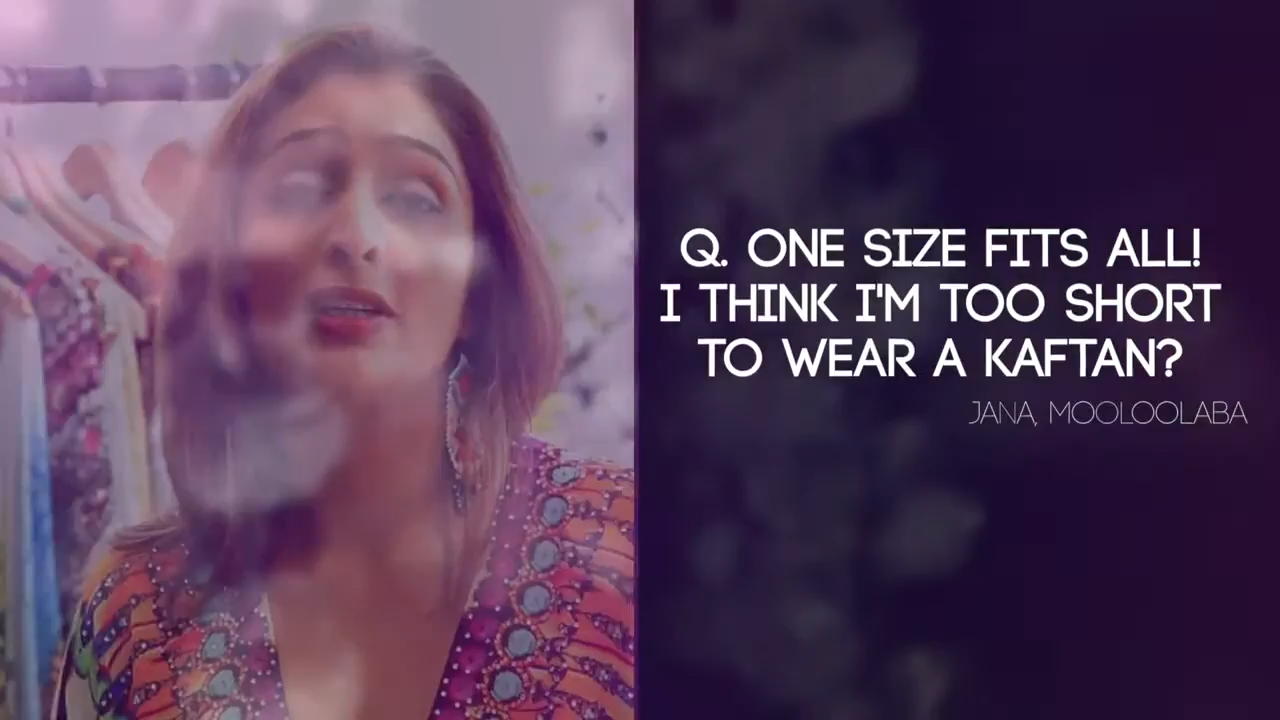 Q. ONE SIZE FITS ALL!
I THINK I'M TOO SHORT
TO WEAR A KAFTAN?
JANA, MOOLOOLABA